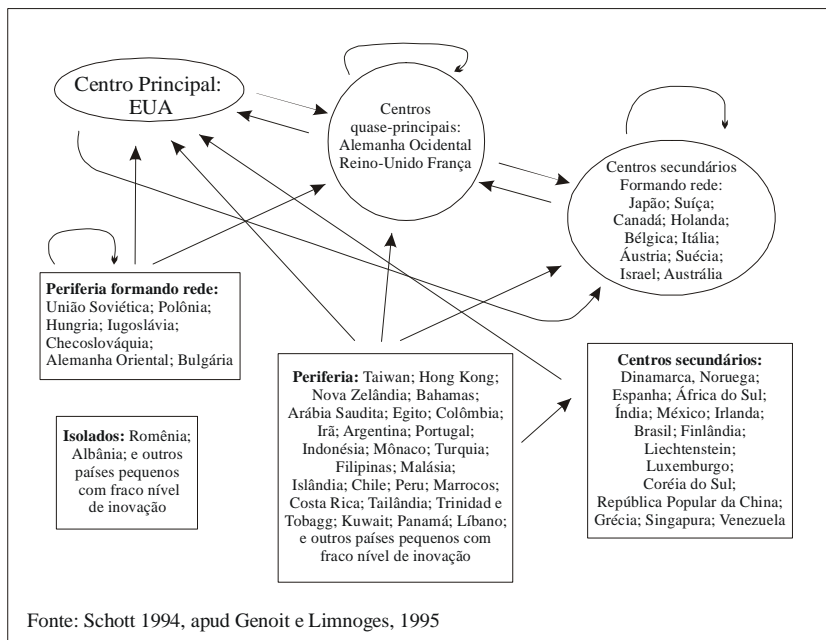 Centro Principal:
EUA
Centros
quase-principais:
Alemanha Ocidental
Reino-Unido França
Centros secundários
Formando rede:
Japão; Suíça;
Canadá; Holanda;
Bélgica; Itália;
Áustria; Suécia;
Israel; Austrália
Periferia formando rede:
União Soviética; Polônia;
Hungria; Iugoslávia;
Checoslováquia;
Alemanha Oriental; Bulgária
Isolados: Romênia;
Albânia; e outros
países pequenos
com fraco nível
de inovação
Periferia: Taiwan; Hong Kong;
Nova Zelândia; Bahamas;
Arábia Saudita; Egito; Colômbia;
Irã; Argentina; Portugal;
Indonésia; Mônaco; Turquia;
Filipinas; Malásia;
Islândia; Chile; Peru; Marrocos;
Costa Rica; Tailândia; Trinidad e
Tobagg; Kuwait; Panamá; Líbano;
e outros países pequenos com
fraco nível de inovação
Centros secundários:
Dinamarca, Noruega;
Espanha; África do Sul;
Índia; México; Irlanda;
Brasil; Finlândia;
Liechtenstein;
Luxemburgo;
Coréia do Sul;
República Popular da China;
Grécia; Singapura; Venezuela
Fonte: Schott 1994, apud Genoit e Limnoges, 1995